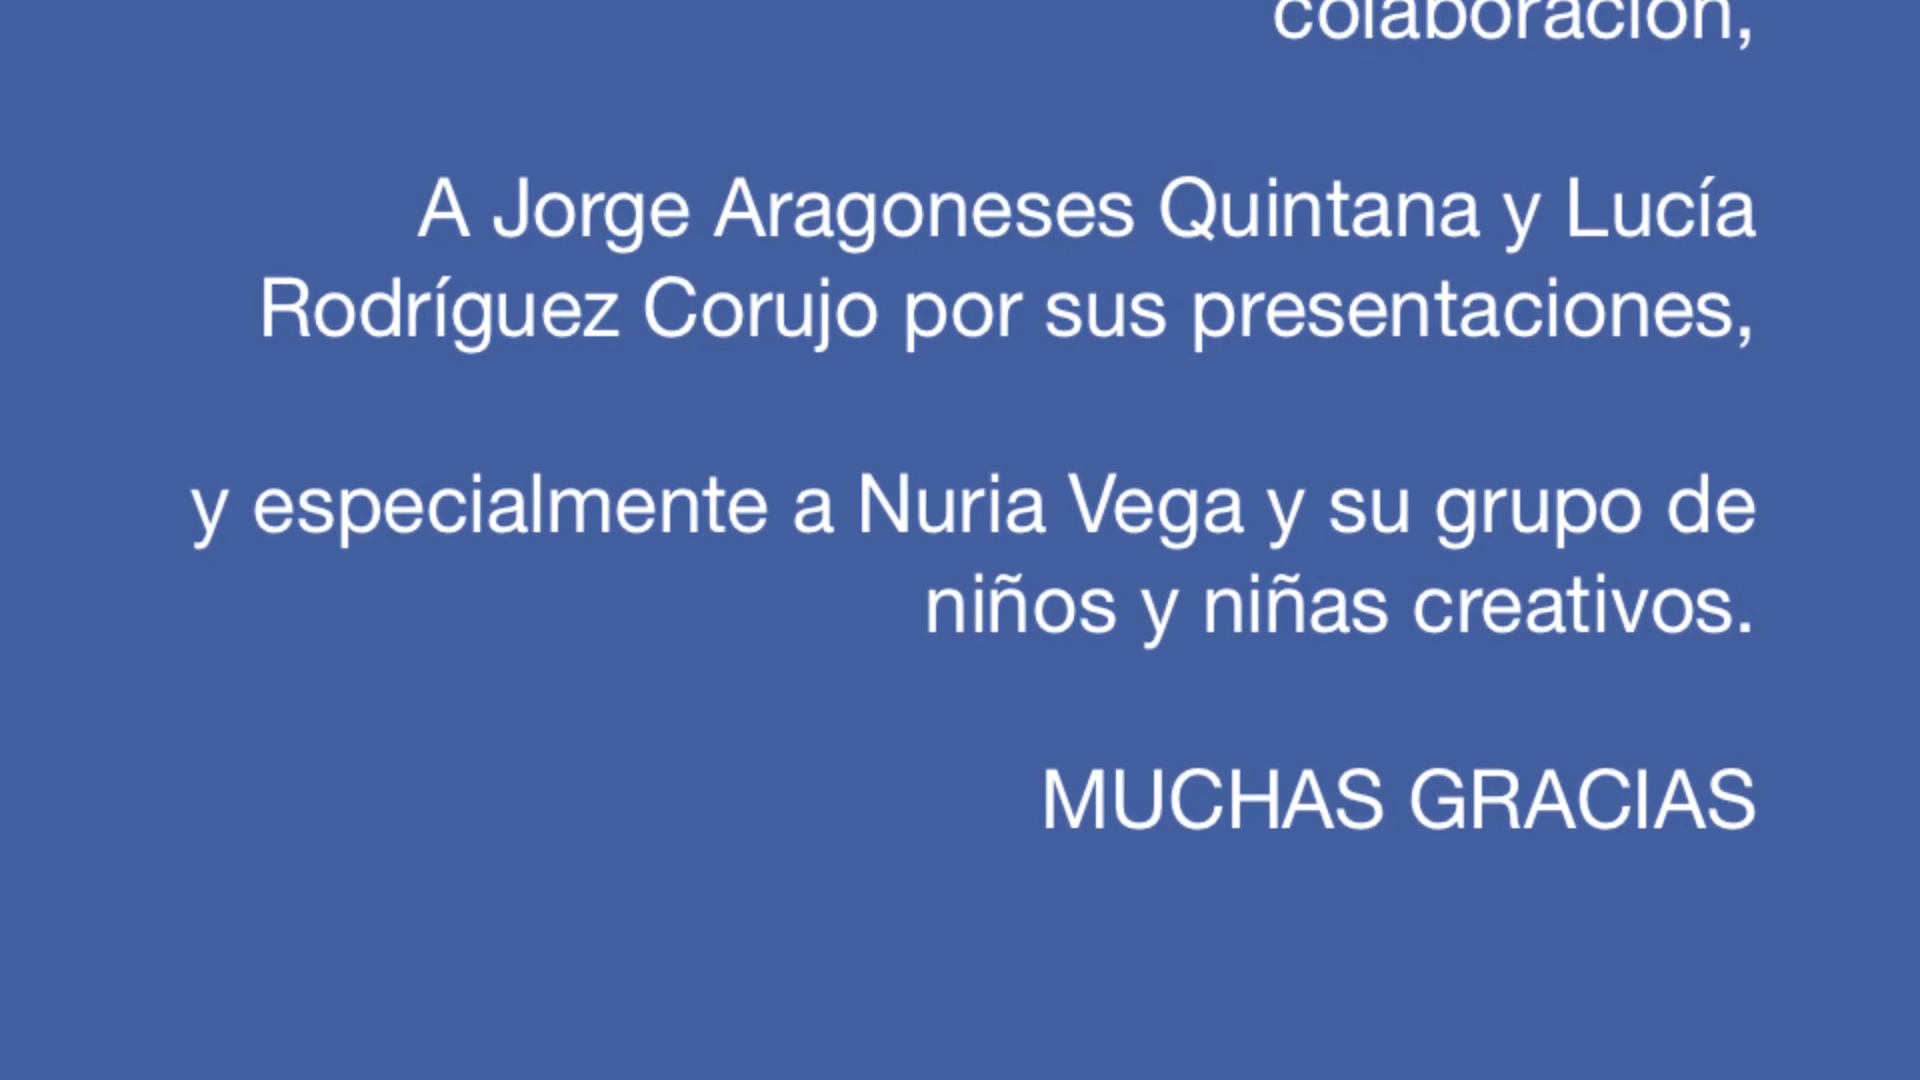 colaboración,
A Jorge Aragoneses Quintana y Lucía
Rodríguez Corujo por sus presentaciones,
y especialmente a Nuria Vega y su grupo de
niños y niñas creativos.
MUCHAS GRACIAS